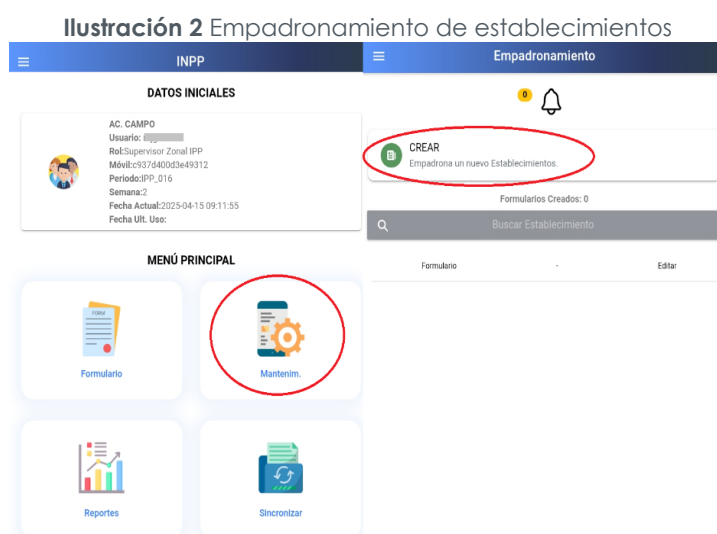 Ilustración 2 Empadronamiento de establecimientos
INPP
DATOS INICIALES
AC. CAMPO
Usuario:
Rol:Supervisor Zonal IPP
Móvil:c937d400d3e49312
Periodo:IPP_016
Semana:2
Fecha Actual:2025-04-15 09:11:55
Fecha Ult. Uso:
MENÚ PRINCIPAL
FORM
Formulario
Mantenim.
Reportes
Sincronizar
Empadronamiento
0
CREAR
Empadrona un nuevo Establecimientos.
Formularios Creados: 0
Buscar Establecimiento
Formulario - Editar